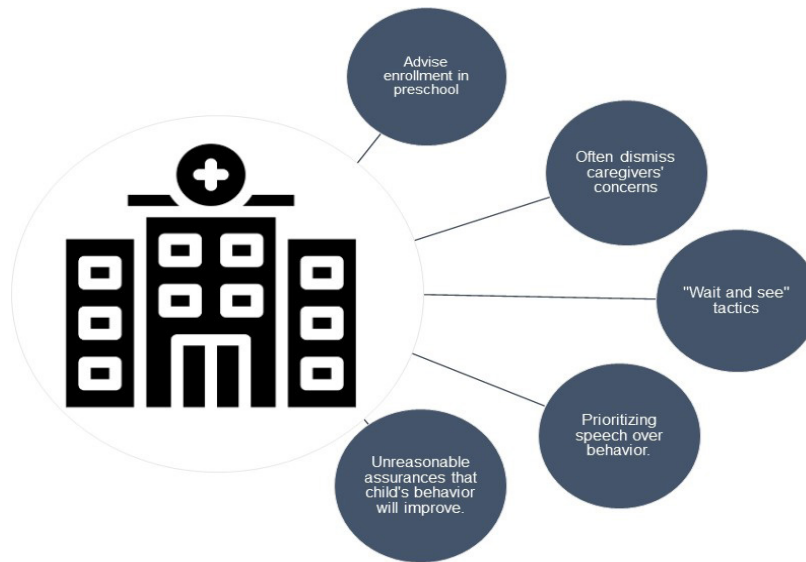 Advise
enrollment in
preschool
Often dismiss
caregivers'
concerns
"Wait and see"
tactics
Prioritizing
speech over
behavior.
Unreasonable
assurances that
child's behavior
will improve.